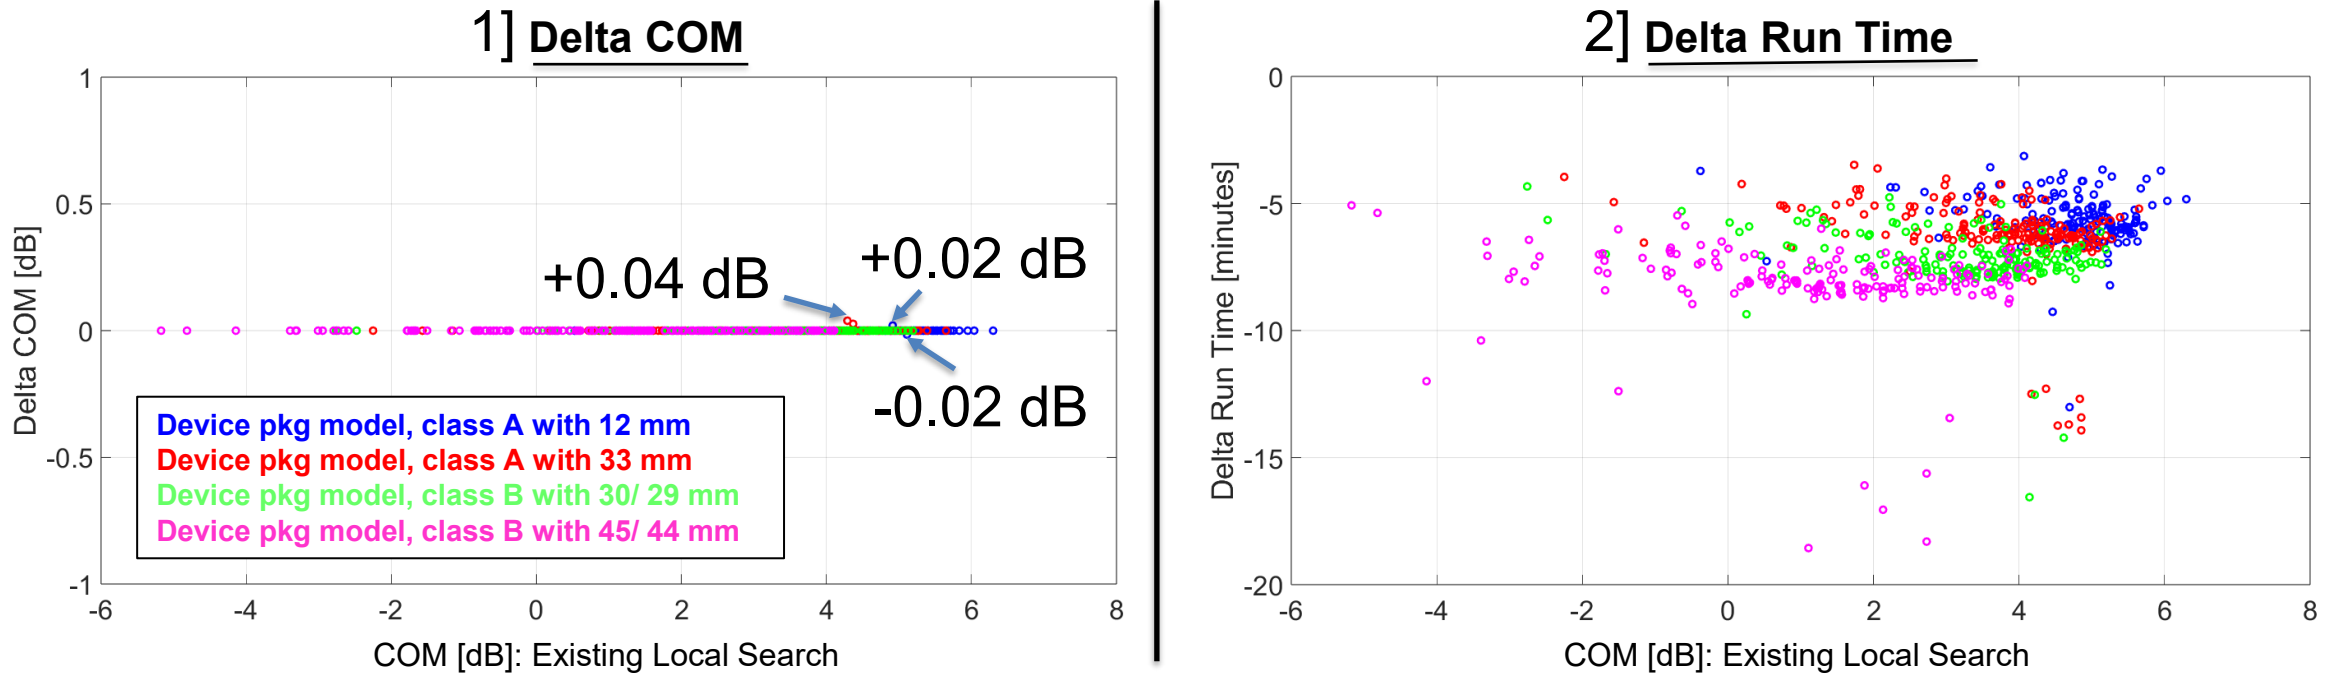 1] Delta COM
1
0.5
0
-0.5
-1
Delta COM [dB]
+0.04 dB
+0.02 dB
-0.02 dB
Device pkg model, class A with 12 mm
Device pkg model, class A with 33 mm
Device pkg model, class B with 30/ 29 mm
Device pkg model, class B with 45/ 44 mm
-6 -4 -2 0 2 4 6 8
COM [dB]: Existing Local Search
2] Delta Run Time
0
-5
-10
-15
-20
Delta Run Time [minutes]
-6 -4 -2 0 2 4 6 8
COM [dB]: Existing Local Search